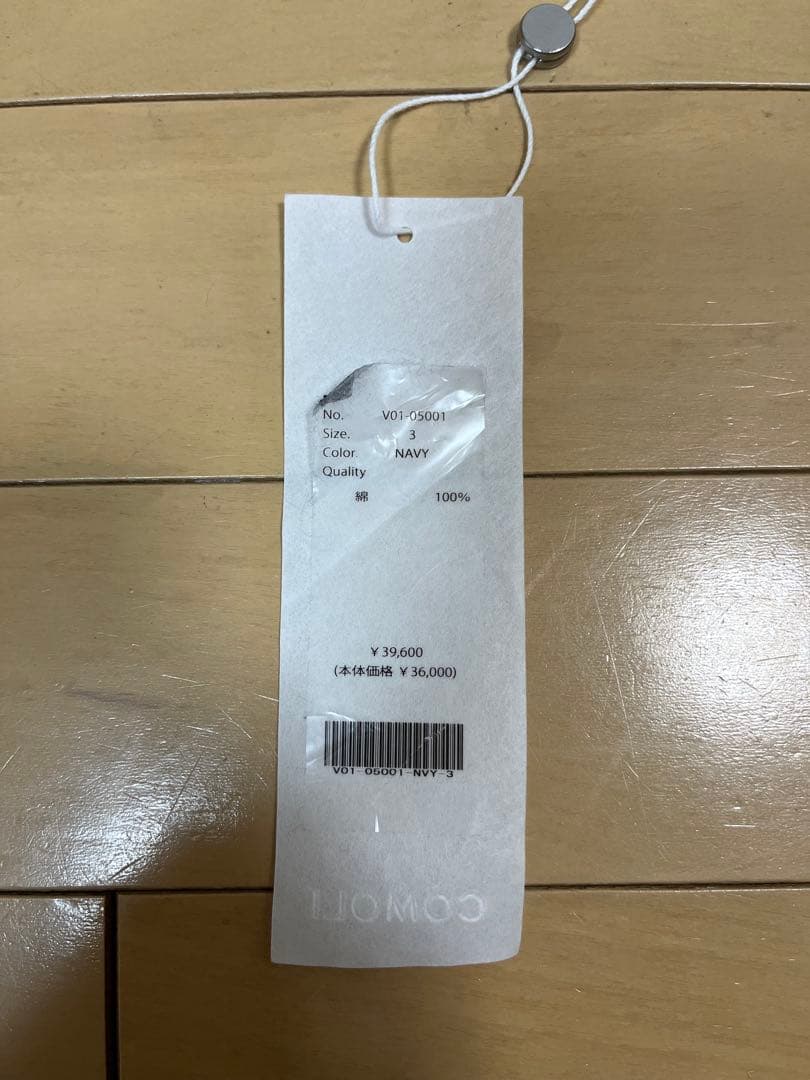 No. V01-05001
Size. 3
Color. NAVY
Quality
綿 100%
¥39,600
(本体価格 ¥36,000)
V01-05001-NVY-3
COMOLI